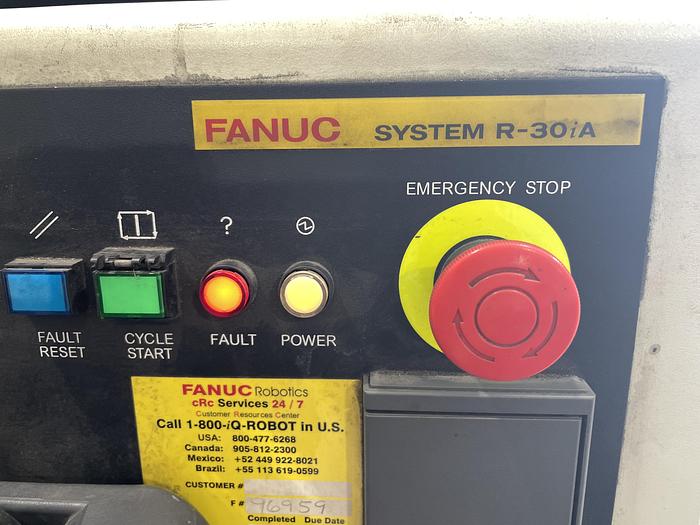 FANUC SYSTEM R-30iA
EMERGENCY STOP
?
FAULT RESET
CYCLE START
FAULT
POWER
FANUC Robotics
cRc Services 24 / 7
Customer Resources Center
Call 1-800-iQ-ROBOT in U.S.
USA: 800-477-6268
Canada: 905-812-2300
Mexico: +52 449 922-8021
Brazil: +55 113 619-0599
CUSTOMER #
F # 96959
Completed Due Date